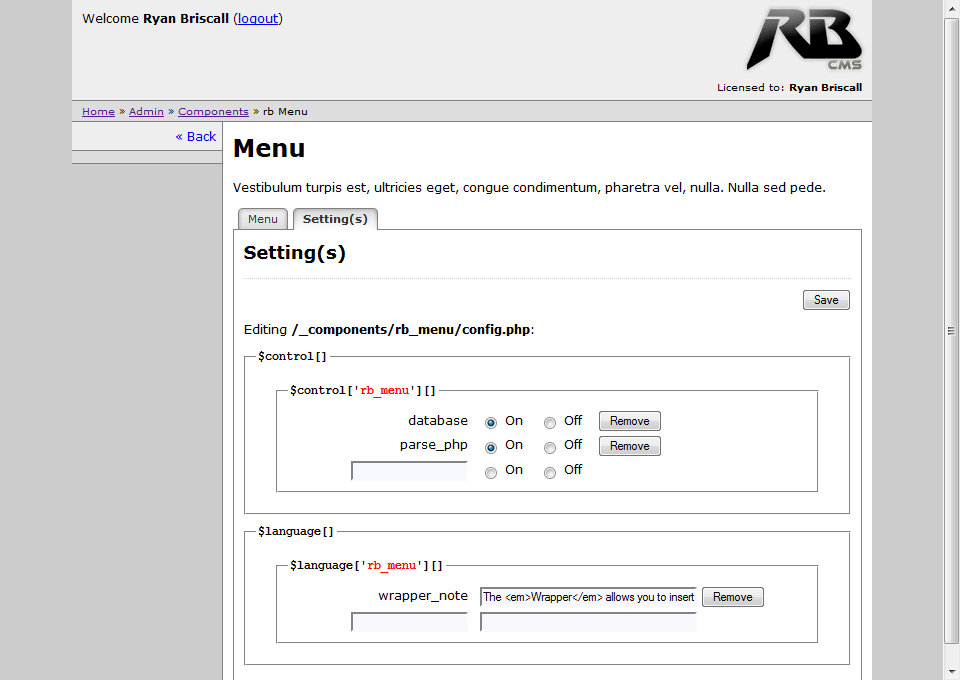 Welcome Ryan Briscall (logout)
RB
CMS
Licensed to: Ryan Briscall
Home » Admin » Components » rb Menu
« Back
Menu
Vestibulum turpis est, ultricies eget, congue condimentum, pharetra vel, nulla. Nulla sed pede.
Menu Setting(s)
Setting(s)
Save
Editing /_components/rb_menu/config.php:
$control[]
$control['rb_menu'][]
database On Off Remove
parse_php On Off Remove
On Off
$language[]
$language['rb_menu'][]
wrapper_note The <em>Wrapper</em> allows you to insert Remove